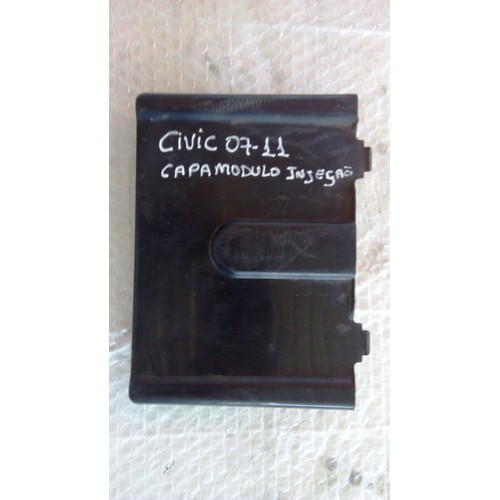 CIVIC 07-11
CAPA MODULO INJEÇÃO